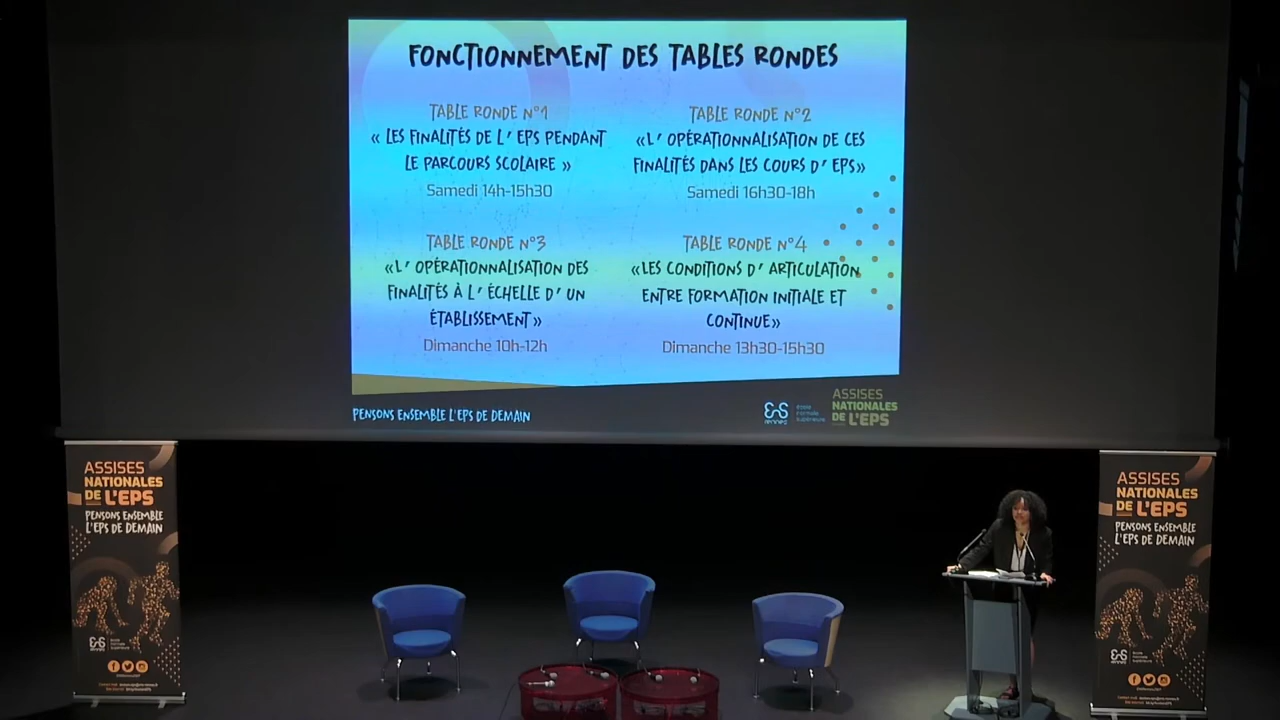 FONCTIONNEMENT DES TABLES RONDES
TABLE RONDE N°1
« LES FINALITÉS DE L' EPS PENDANT
LE PARCOURS SCOLAIRE »
Samedi 14h-15h30
TABLE RONDE N°2
«L' OPÉRATIONNALISATION DE CES
FINALITÉS DANS LES COURS D' EPS»
Samedi 16h30-18h
TABLE RONDE N°3
«L' OPÉRATIONNALISATION DES
FINALITÉS À L' ÉCHELLE D' UN
ÉTABLISSEMENT»
Dimanche 10h-12h
TABLE RONDE N°4
«LES CONDITIONS D' ARTICULATION
ENTRE FORMATION INITIALE ET
CONTINUE»
Dimanche 13h30-15h30
PENSONS ENSEMBLE L'EPS DE DEMAIN
rennes
école
normale
supérieure
ASSISES
NATIONALES
DE L'EPS
ASSISES
NATIONALES
DE L'EPS
PENSONS ENSEMBLE
L'EPS DE DEMAIN
ASSISES
NATIONALES
DE L'EPS
PENSONS ENSEMBLE
L'EPS DE DEMAIN